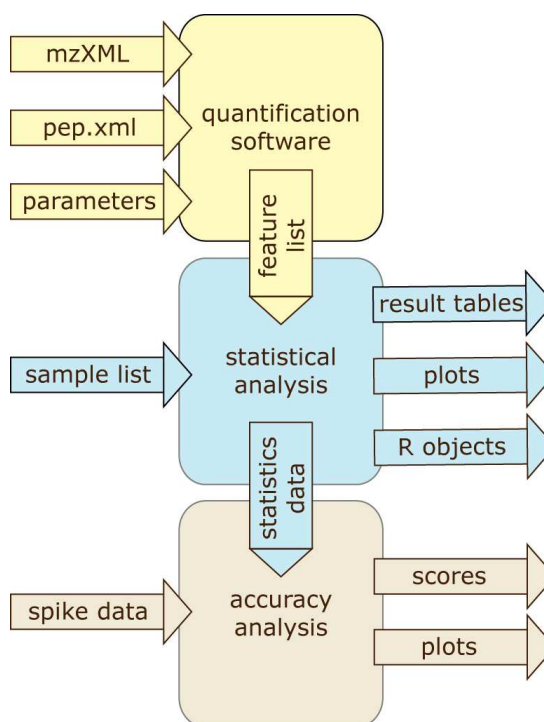 mzXML
pep.xml
parameters
quantification
software
feature
list
sample list
statistical
analysis
result tables
plots
R objects
statistics
data
spike data
accuracy
analysis
scores
plots